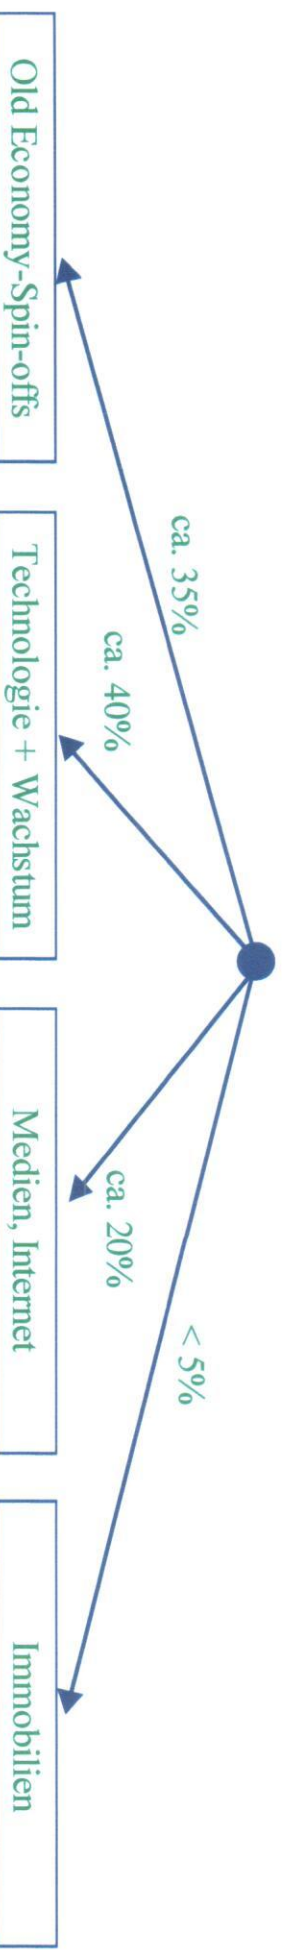 ca. 35%
< 5%
ca. 40%
ca. 20%
Old Economy-Spin-offs
Technologie + Wachstum
Medien, Internet
Immobilien